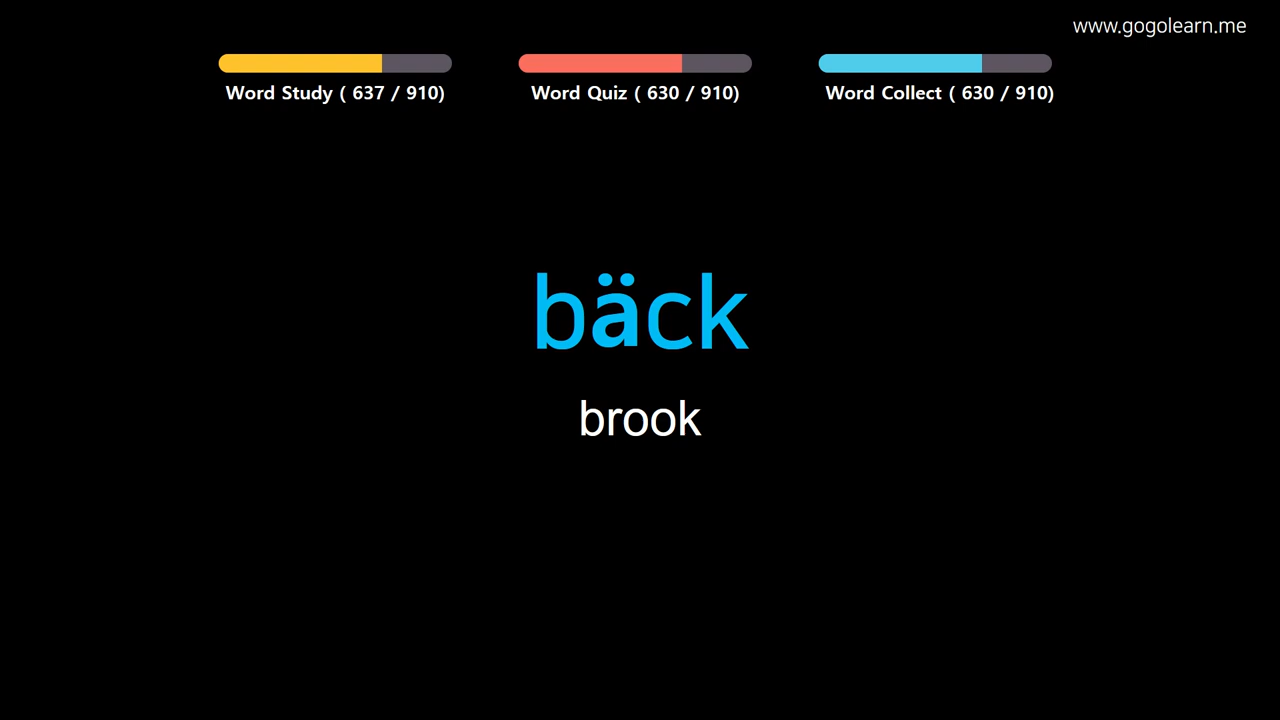 www.gogolearn.me
Word Study ( 637 / 910)
Word Quiz ( 630 / 910)
Word Collect ( 630 / 910)
bäck
brook